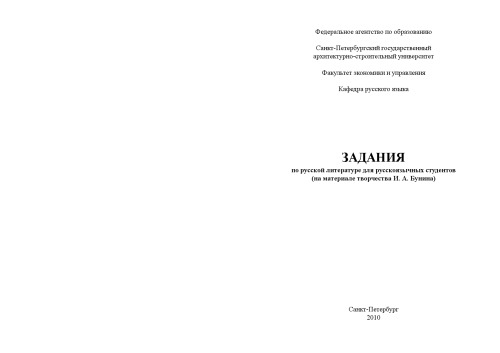 Федеральное агентство по образованию
Санкт-Петербургский государственный
архитектурно-строительный университет
Факультет экономики и управления
Кафедра русского языка
ЗАДАНИЯ
по русской литературе для русскоязычных студентов
(на материале творчества И. А. Бунина)
Санкт-Петербург
2010